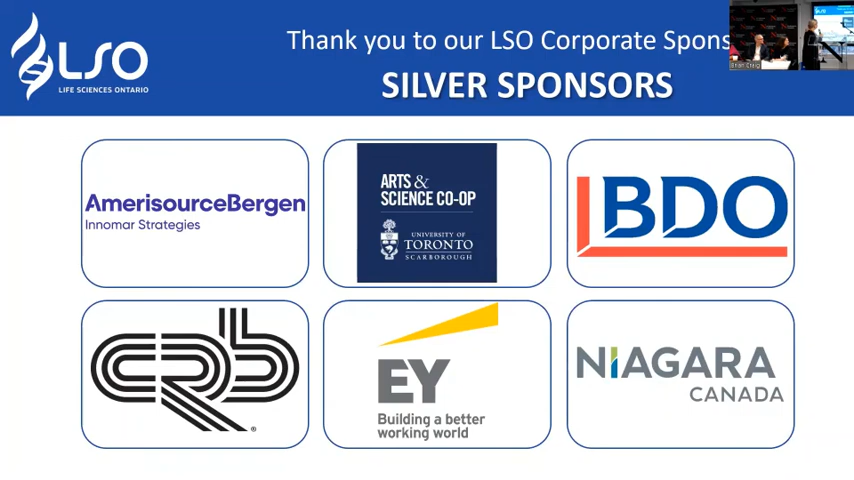 LSO
LIFE SCIENCES ONTARIO
Thank you to our LSO Corporate Spons
SILVER SPONSORS
AmerisourceBergen
Innomar Strategies
ARTS &
SCIENCE CO-OP
UNIVERSITY OF
TORONTO
SCARBOROUGH
BDO
CRB
®
EY
Building a better
working world
NIAGARA
CANADA